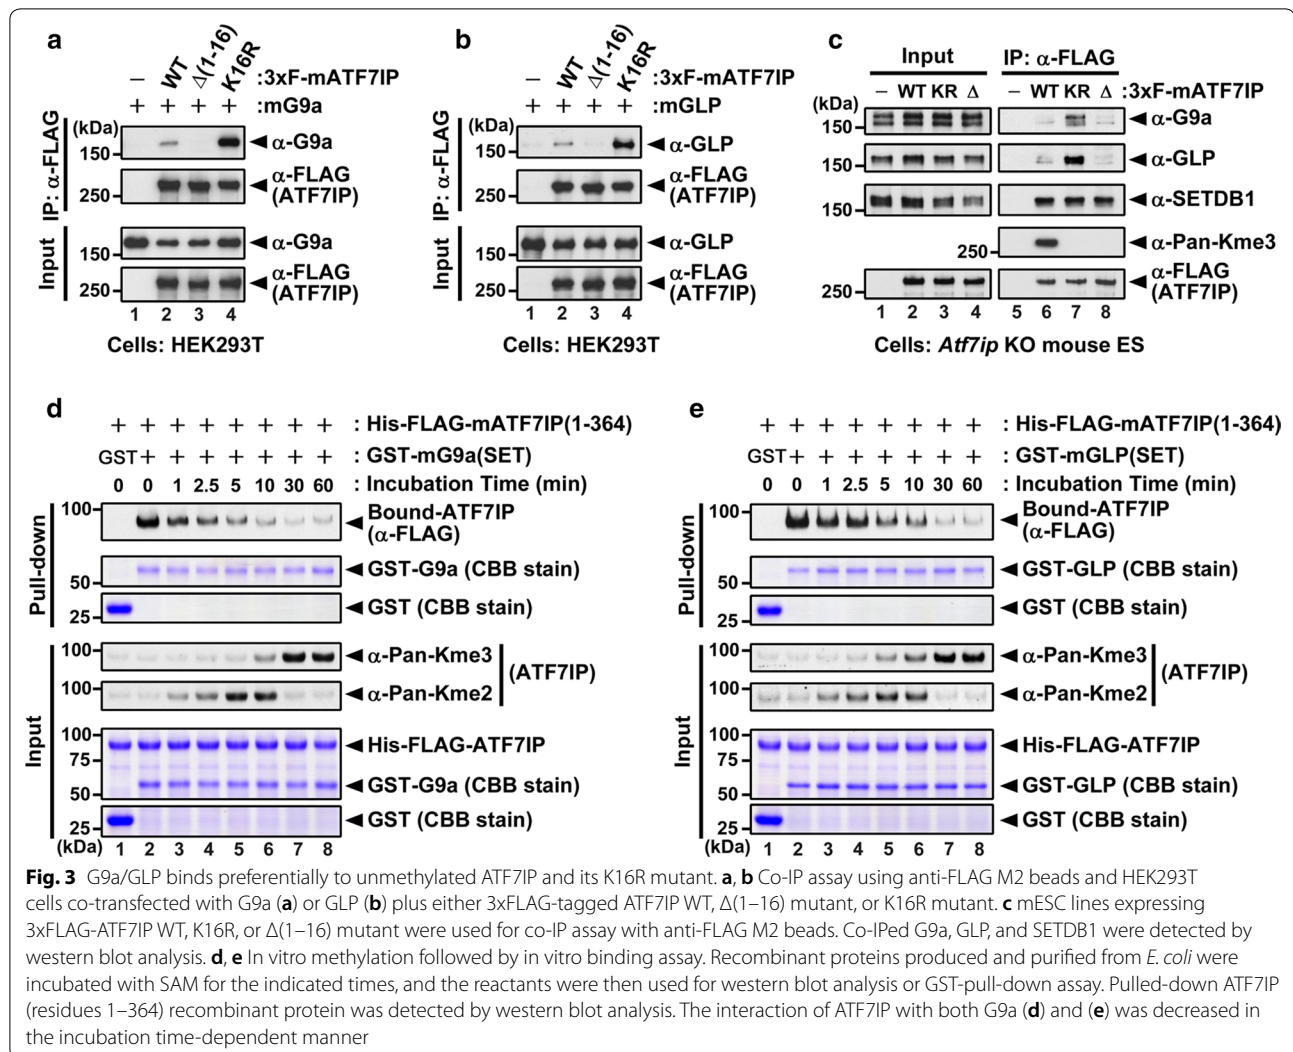 a
− WT Δ(1-16) K16R :3xF-mATF7IP
+ + + + :mG9a
IP: α-FLAG
(kDa)
150 α-G9a
250 α-FLAG
(ATF7IP)
Input
150 α-G9a
250 α-FLAG
(ATF7IP)
1 2 3 4
Cells: HEK293T
b
− WT Δ(1-16) K16R :3xF-mATF7IP
+ + + + :mGLP
IP: α-FLAG
(kDa)
150 α-GLP
250 α-FLAG
(ATF7IP)
Input
150 α-GLP
250 α-FLAG
(ATF7IP)
1 2 3 4
Cells: HEK293T
c
Input IP: α-FLAG
− WT KR Δ − WT KR Δ :3xF-mATF7IP
(kDa)
150 α-G9a
150 α-GLP
150 α-SETDB1
250 α-Pan-Kme3
250 α-FLAG
(ATF7IP)
1 2 3 4 5 6 7 8
Cells: Atf7ip KO mouse ES
d
+ + + + + + + + : His-FLAG-mATF7IP(1-364)
GST + + + + + + + : GST-mG9a(SET)
0 0 1 2.5 5 10 30 60 : Incubation Time (min)
Pull-down
100 Bound-ATF7IP
(α-FLAG)
50 GST-G9a (CBB stain)
25 GST (CBB stain)
Input
100 α-Pan-Kme3
(ATF7IP)
100 α-Pan-Kme2
100 His-FLAG-ATF7IP
75
50 GST-G9a (CBB stain)
25 GST (CBB stain)
(kDa) 1 2 3 4 5 6 7 8
e
+ + + + + + + + : His-FLAG-mATF7IP(1-364)
GST + + + + + + + : GST-mGLP(SET)
0 0 1 2.5 5 10 30 60 : Incubation Time (min)
Pull-down
100 Bound-ATF7IP
(α-FLAG)
50 GST-GLP (CBB stain)
25 GST (CBB stain)
Input
100 α-Pan-Kme3
(ATF7IP)
100 α-Pan-Kme2
100 His-FLAG-ATF7IP
75
50 GST-GLP (CBB stain)
25 GST (CBB stain)
(kDa) 1 2 3 4 5 6 7 8
Fig. 3 G9a/GLP binds preferentially to unmethylated ATF7IP and its K16R mutant. a, b Co-IP assay using anti-FLAG M2 beads and HEK293T
cells co-transfected with G9a (a) or GLP (b) plus either 3xFLAG-tagged ATF7IP WT, Δ(1–16) mutant, or K16R mutant. c mESC lines expressing
3xFLAG-ATF7IP WT, K16R, or Δ(1–16) mutant were used for co-IP assay with anti-FLAG M2 beads. Co-IPed G9a, GLP, and SETDB1 were detected by
western blot analysis. d, e In vitro methylation followed by in vitro binding assay. Recombinant proteins produced and purified from E. coli were
incubated with SAM for the indicated times, and the reactants were then used for western blot analysis or GST-pull-down assay. Pulled-down ATF7IP
(residues 1–364) recombinant protein was detected by western blot analysis. The interaction of ATF7IP with both G9a (d) and (e) was decreased in
the incubation time-dependent manner